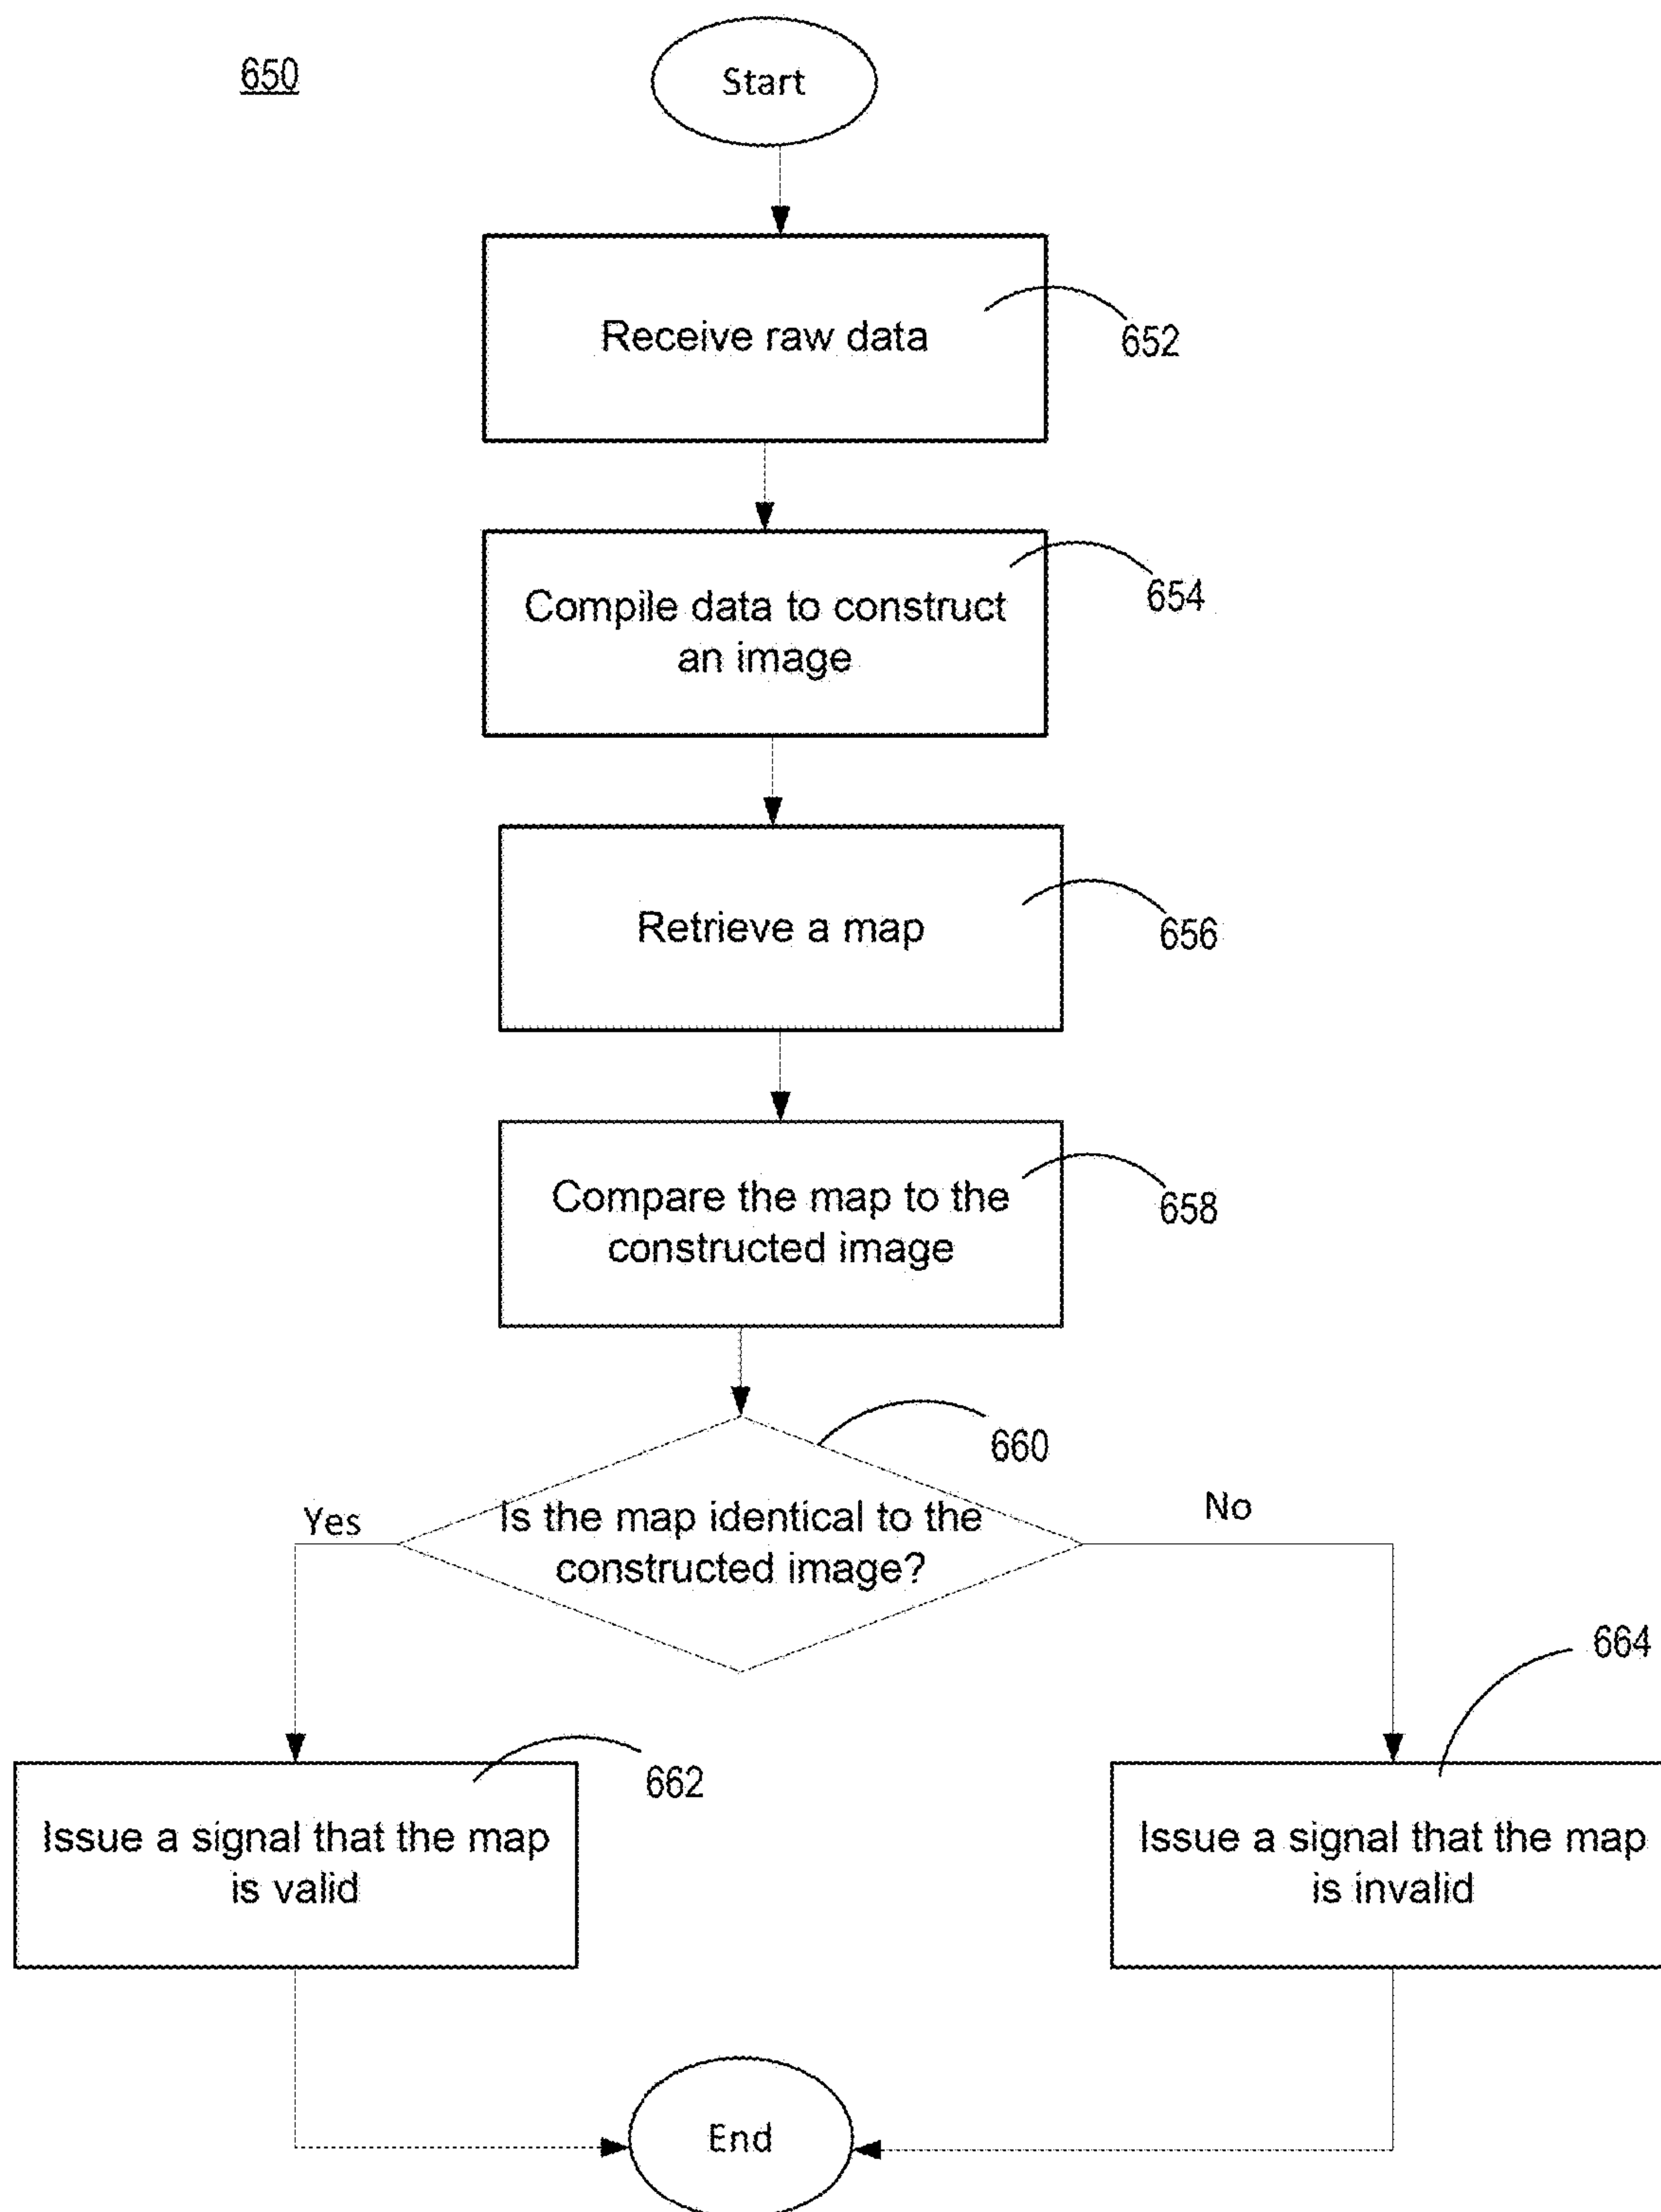 650
Start
Receive raw data
652
Compile data to construct
an image
654
Retrieve a map
656
Compare the map to the
constructed image
658
660
Is the map identical to the
constructed image?
Yes
No
664
662
Issue a signal that the map
is valid
Issue a signal that the map
is invalid
End